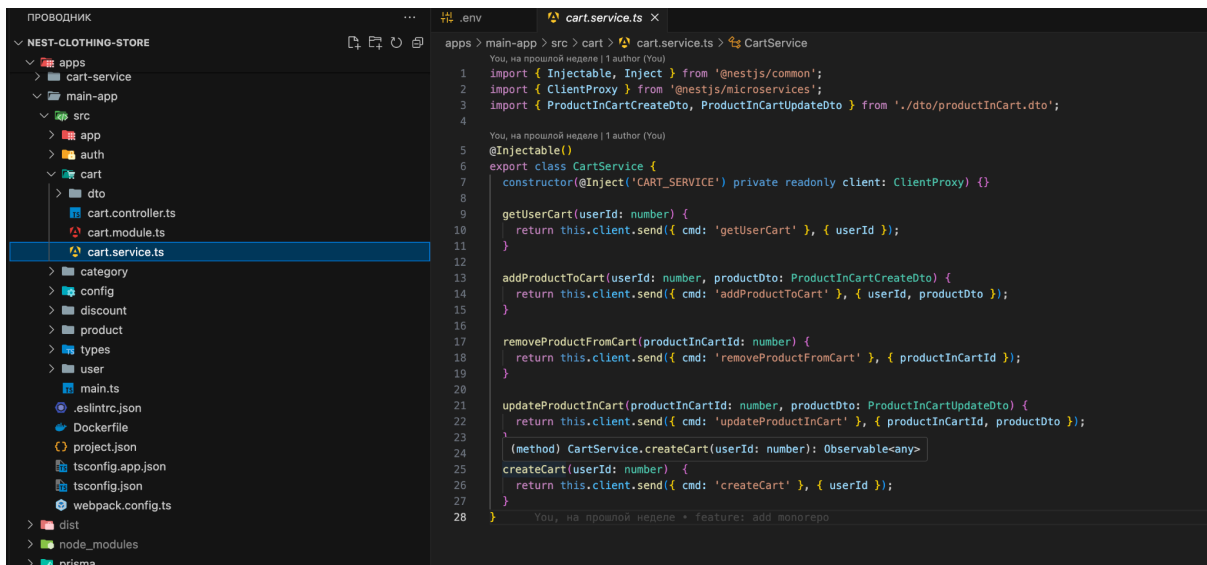 ПРОВОДНИК
...
.env
cart.service.ts
NEST-CLOTHING-STORE
apps > main-app > src > cart > cart.service.ts > CartService
apps
cart-service
main-app
src
app
auth
cart
dto
cart.controller.ts
cart.module.ts
cart.service.ts
category
config
discount
product
types
user
main.ts
.eslintrc.json
Dockerfile
project.json
tsconfig.app.json
tsconfig.json
webpack.config.ts
dist
node_modules
prisma
You, на прошлой неделе | 1 author (You)
1 import { Injectable, Inject } from '@nestjs/common';
2 import { ClientProxy } from '@nestjs/microservices';
3 import { ProductInCartCreateDto, ProductInCartUpdateDto } from './dto/productInCart.dto';
4
You, на прошлой неделе | 1 author (You)
5 @Injectable()
6 export class CartService {
7 constructor(@Inject('CART_SERVICE') private readonly client: ClientProxy) {}
8
9 getUserCart(userId: number) {
10 return this.client.send({ cmd: 'getUserCart' }, { userId });
11 }
12
13 addProductToCart(userId: number, productDto: ProductInCartCreateDto) {
14 return this.client.send({ cmd: 'addProductToCart' }, { userId, productDto });
15 }
16
17 removeProductFromCart(productInCartId: number) {
18 return this.client.send({ cmd: 'removeProductFromCart' }, { productInCartId });
19 }
20
21 updateProductInCart(productInCartId: number, productDto: ProductInCartUpdateDto) {
22 return this.client.send({ cmd: 'updateProductInCart' }, { productInCartId, productDto });
23 }
24 (method) CartService.createCart(userId: number): Observable<any>
25 createCart(userId: number) {
26 return this.client.send({ cmd: 'createCart' }, { userId });
27 }
28 } You, на прошлой неделе • feature: add monorepo